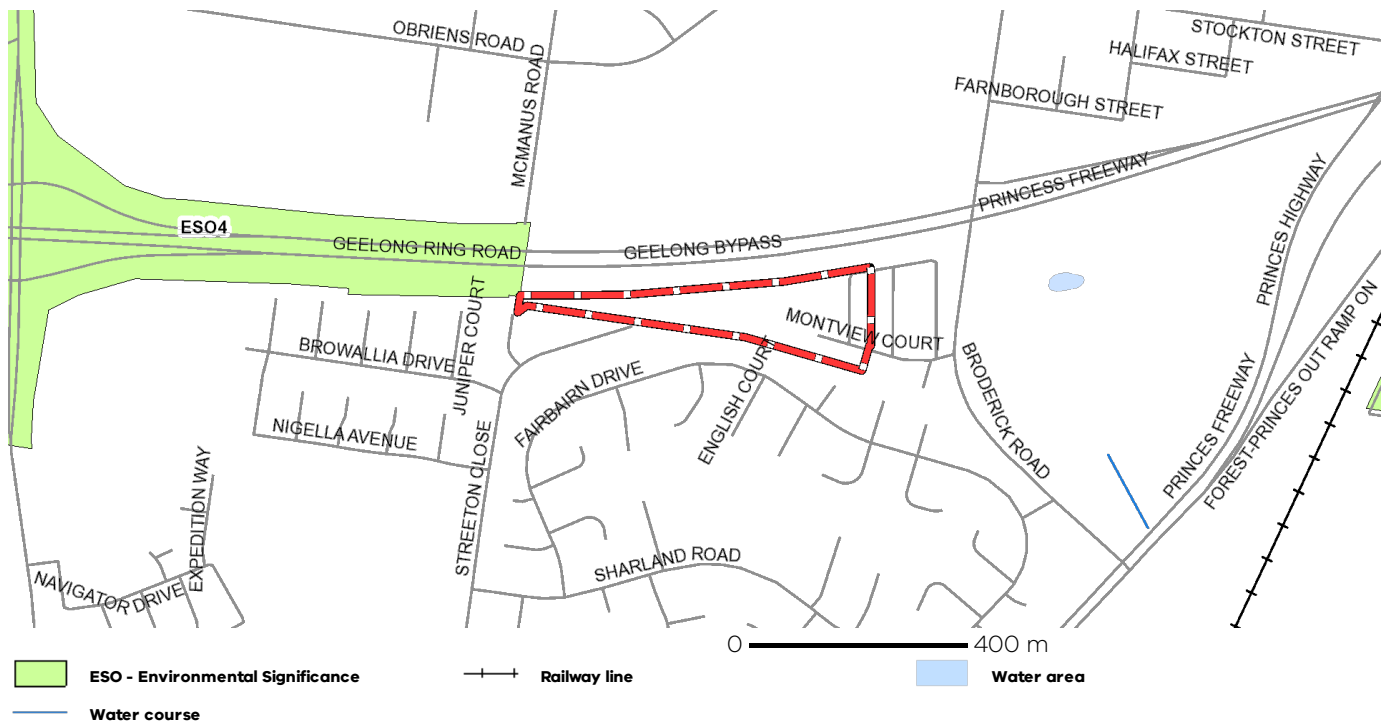 OBRIENS ROAD
MCMANUS ROAD
STOCKTON STREET
HALIFAX STREET
FARNBOROUGH STREET
PRINCESS FREEWAY
PRINCES HIGHWAY
ESO4
GEELONG RING ROAD
GEELONG BYPASS
JUNIPER COURT
MONTVIEW COURT
BROWALLIA DRIVE
FAIRBAIRN DRIVE
ENGLISH COURT
BRODERICK ROAD
PRINCES FREEWAY
FOREST-PRINCES OUT RAMP ON
NIGELLA AVENUE
STREETON CLOSE
EXPEDITION WAY
SHARLAND ROAD
NAVIGATOR DRIVE
0 400 m
ESO - Environmental Significance
Railway line
Water area
Water course